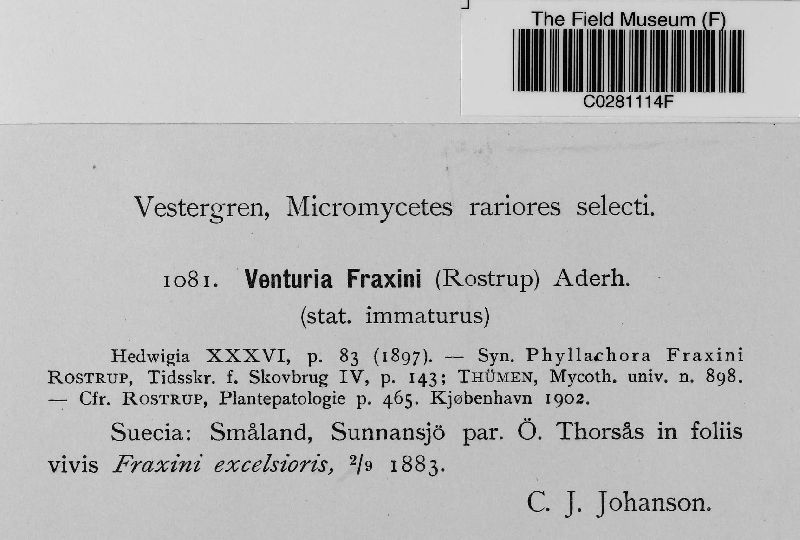 The Field Museum (F)
C0281114F
Vestergren, Micromycetes rariores selecti.
1081. Venturia Fraxini (Rostrup) Aderh.
(stat. immaturus)
Hedwigia XXXVI, p. 83 (1897). — Syn. Phyllachora Fraxini
ROSTRUP, Tidsskr. f. Skovbrug IV, p. 143; THÜMEN, Mycoth. univ. n. 898.
— Cfr. ROSTRUP, Plantepatologie p. 465. Kjøbenhavn 1902.
Suecia: Småland, Sunnansjö par. Ö. Thorsås in foliis
vivis Fraxini excelsioris, 2/9 1883.
C. J. Johanson.